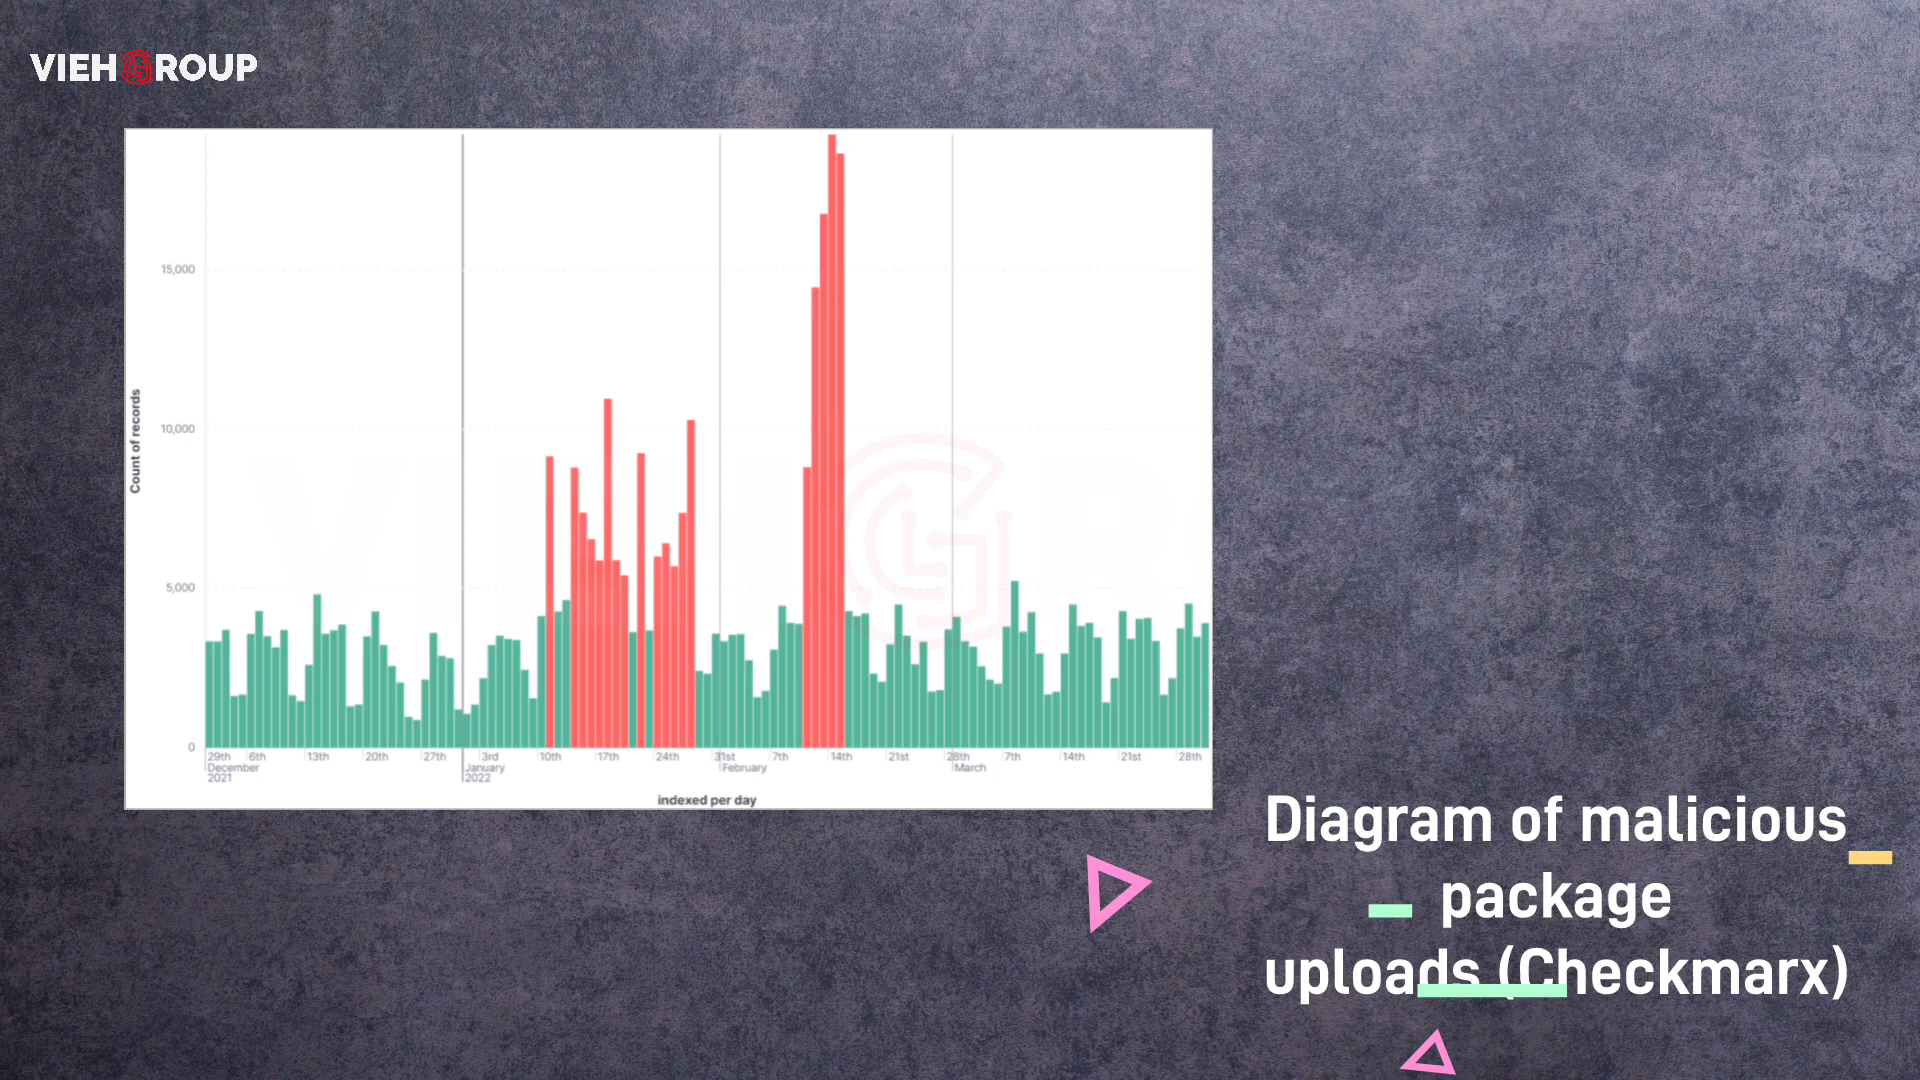 VIEHGROUP
15,000
10,000
5,000
0
Count of records
29th 6th 13th 20th 27th 3rd 10th 17th 24th 31st 7th 14th 21st 28th 7th 14th 21st 28th
December January February March
2021 2022
indexed per day
Diagram of malicious
package
uploads (Checkmarx)